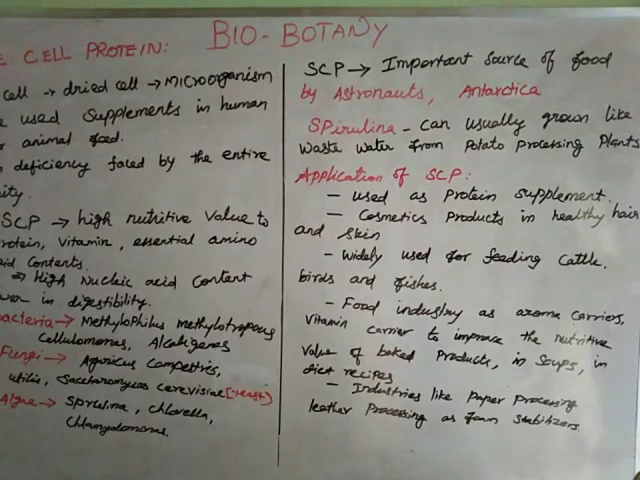 BIO-BOTANY
E CELL PROTEIN:
cell → dried cell → Microorganism
e used Supplements in human
r animal feed.
deficiency faced by the entire
ity.
SCP → high nutritive Value to
rotein, Vitamin, essential amino
id contents.
→ High Nucleic acid content
wer in digestibility.
bacteria → Methylophilus methylotropous
Cellulomonas, Alcaligenes
Fungi → Agaricus campestris,
utilis, Saccharomyces cerevisiae (Yeast)
Algae → Spirulina, Chlorella,
Chlamydomonas.
SCP → Important Source of food
by Astronauts, Antarctica
SPirulina - can usually grown like
waste water from Potato Processing Plants
Application of SCP:
- used as Protein supplement.
- Cosmetics Products in healthy hair
and skin
- widely used for feeding Cattle,
birds and fishes.
- Food industry as aroma carriers,
Vitamin carrier to improve the nutritive
Value of baked Products, in Soups, in
diet recipes
- Industries like Paper Processing
leather Processing as foam Stabilizers.